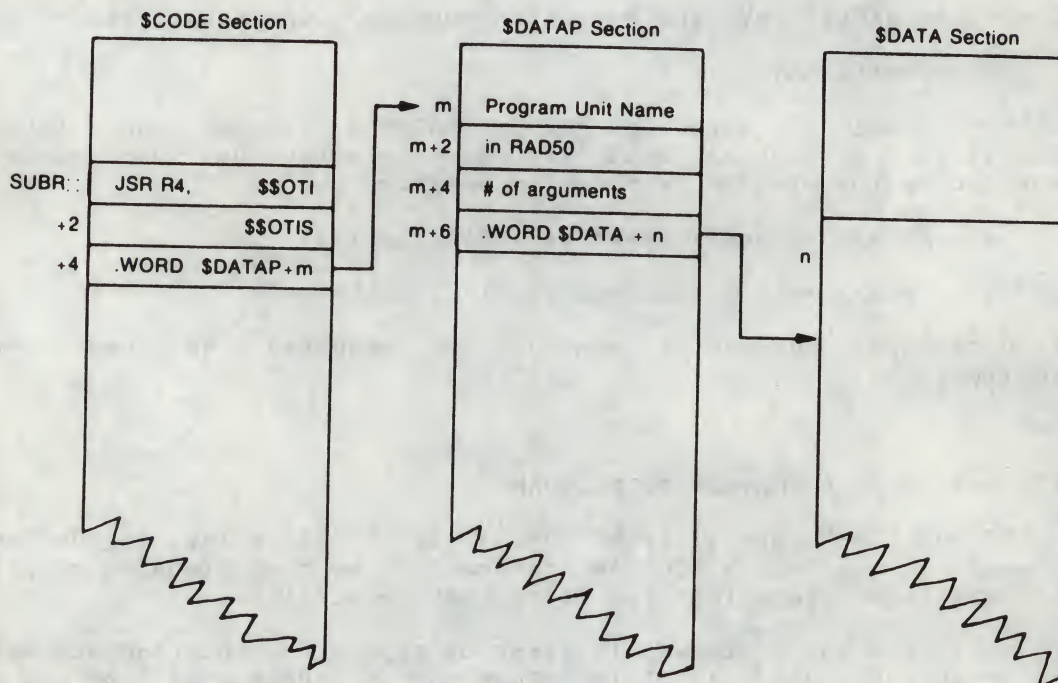 $CODE Section
$DATAP Section
$DATA Section
m Program Unit Name
m+2 in RAD50
SUBR:: JSR R4, $$OTI
m+4 # of arguments
+2 $$OTIS
m+6 .WORD $DATA + n
+4 .WORD $DATAP+m
n